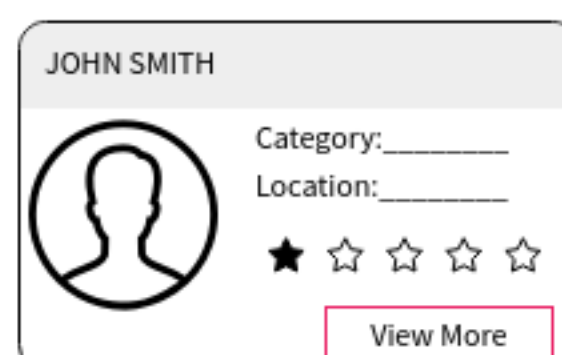 JOHN SMITH
Category:________
Location:________
View More